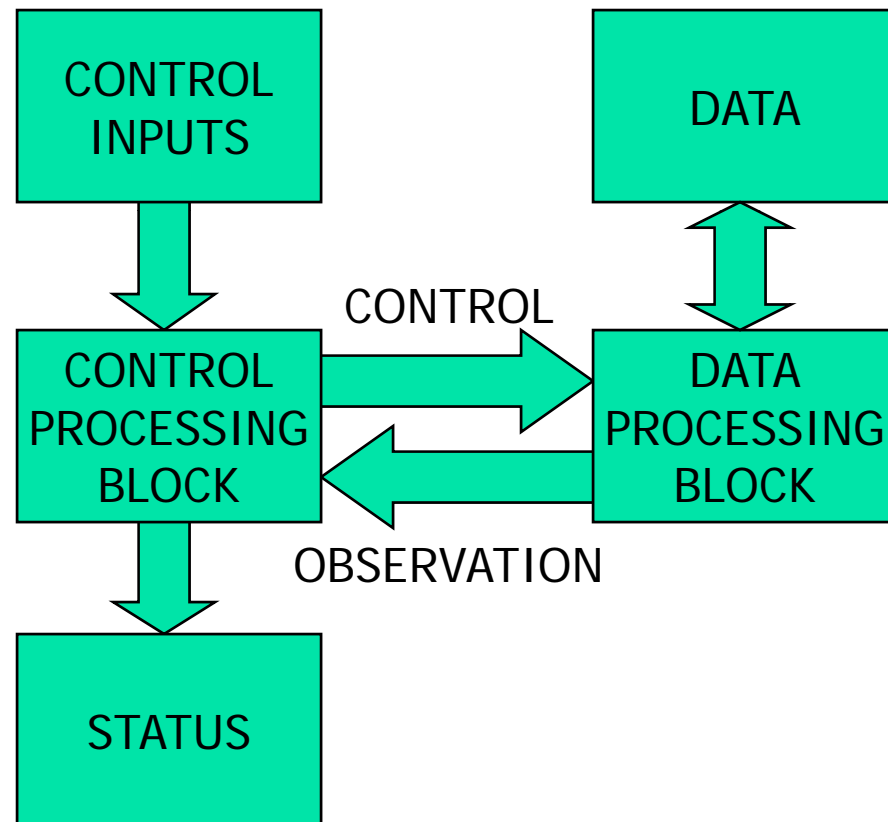 CONTROL
INPUTS
DATA
CONTROL
CONTROL
PROCESSING
BLOCK
DATA
PROCESSING
BLOCK
OBSERVATION
STATUS